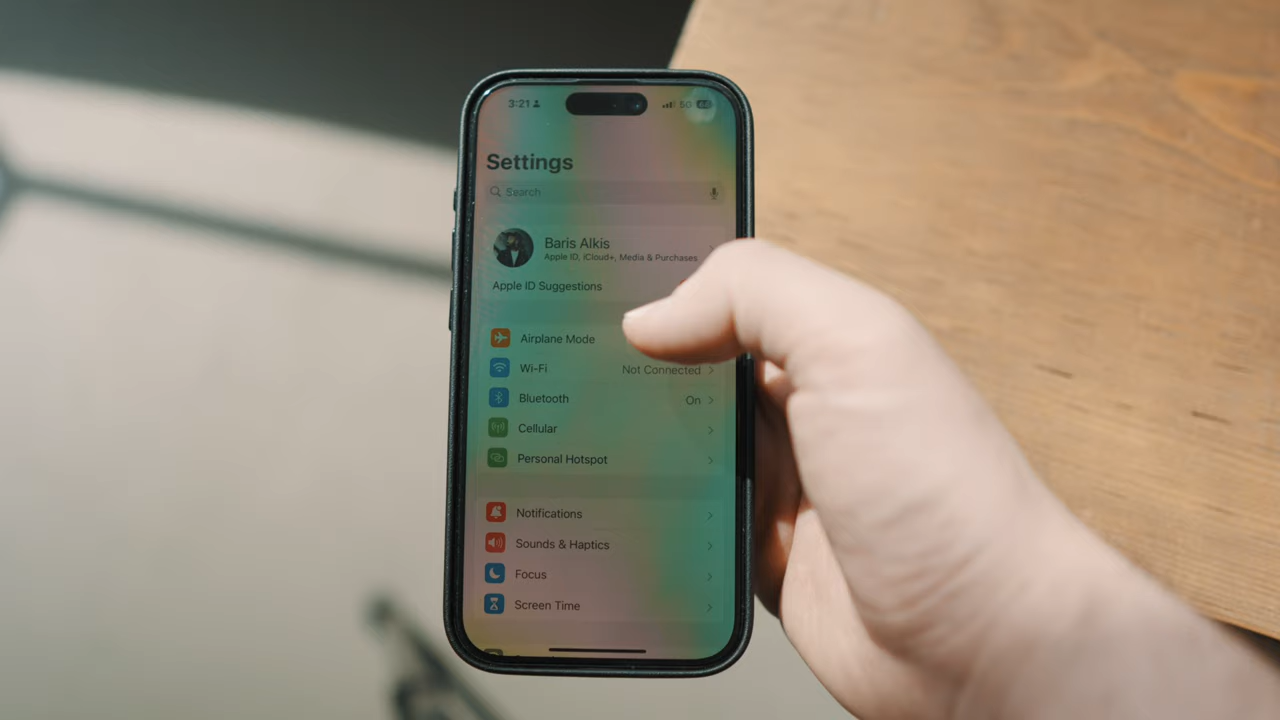 3:21
5G
Settings
Search
Baris Alkis
Apple ID, iCloud+, Media & Purchases
Apple ID Suggestions
Airplane Mode
Wi-Fi Not Connected
Bluetooth On
Cellular
Personal Hotspot
Notifications
Sounds & Haptics
Focus
Screen Time